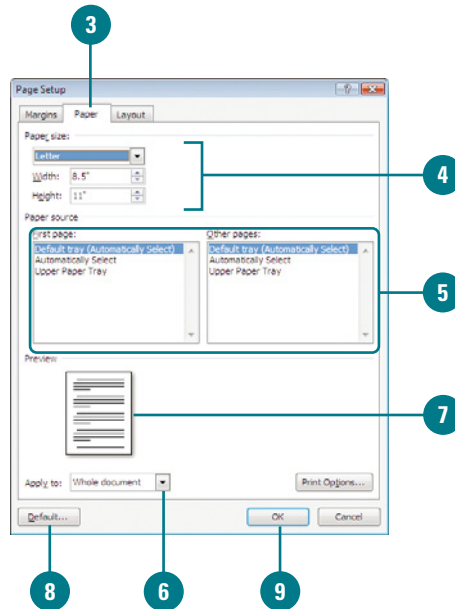 3
Page Setup
Margins Paper Layout
Paper size:
Letter
Width: 8.5"
Height: 11"
4
Paper source
First page: Other pages:
Default tray (Automatically Select) Default tray (Automatically Select)
Automatically Select Automatically Select
Upper Paper Tray Upper Paper Tray
5
Preview
7
Apply to: Whole document Print Options...
Default... OK Cancel
8 6 9